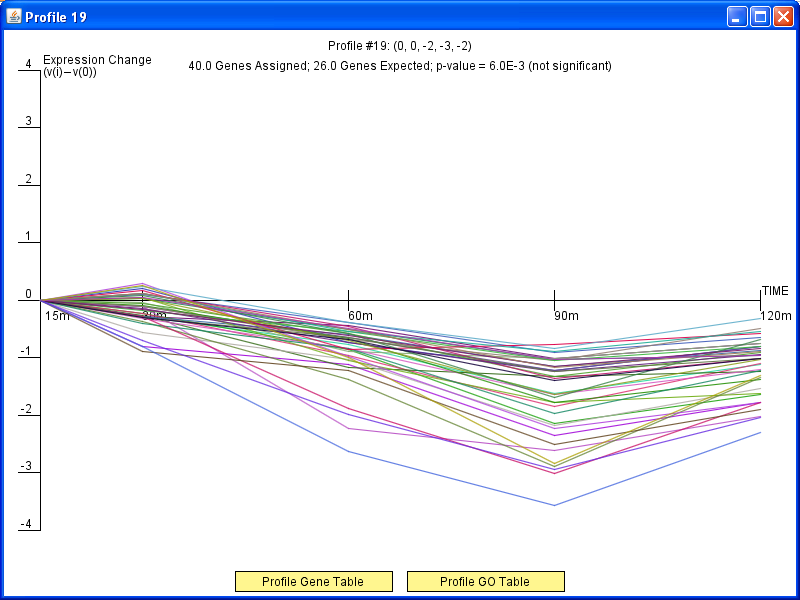 Profile 19
Profile #19: (0, 0, -2, -3, -2)
Expression Change
(v(i)-v(0))
40.0 Genes Assigned; 26.0 Genes Expected; p-value = 6.0E-3 (not significant)
4
3
2
1
0
TIME
15m 30m 60m 90m 120m
-1
-2
-3
-4
Profile Gene Table Profile GO Table